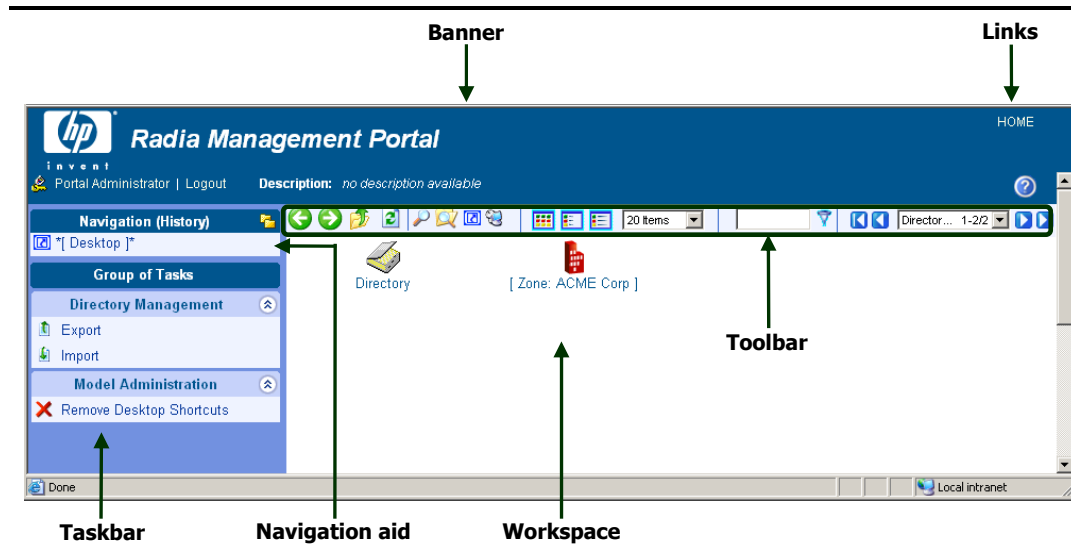 Banner
Links
hp
invent
Radia Management Portal
HOME
Portal Administrator | Logout
Description: no description available
Navigation (History)
20 Items
Director... 1-2/2
*[ Desktop ]*
Directory
[ Zone: ACME Corp ]
Group of Tasks
Directory Management
Export
Import
Toolbar
Model Administration
Remove Desktop Shortcuts
Done
Local intranet
Taskbar
Navigation aid
Workspace